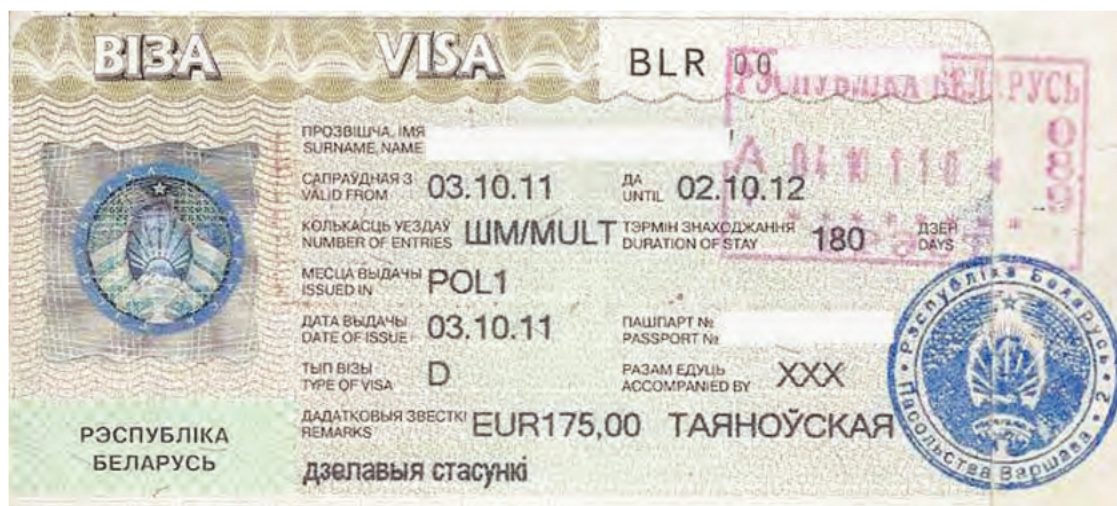 ВІЗА VISA BLR 00
РЭСПУБЛІКА БЕЛАРУСЬ
ПРОЗВІШЧА, ІМЯ
SURNAME, NAME
САПРАЎДНАЯ З 03.10.11 ДА 02.10.12
VALID FROM UNTIL
КОЛЬКАСЦЬ УЕЗДАЎ ШМ/MULT ТЭРМІН ЗНАХОДЖАННЯ 180 ДЗЕН
NUMBER OF ENTRIES DURATION OF STAY DAYS
МЕСЦА ВЫДАЧЫ POL1
ISSUED IN
ДАТА ВЫДАЧЫ 03.10.11 ПАШПАРТ №
DATE OF ISSUE PASSPORT №
ТЫП ВІЗЫ D РАЗАМ ЕДУЦЬ XXX
TYPE OF VISA ACCOMPANIED BY
ДАДАТКОВЫЯ ЗВЕСТКІ EUR175,00 ТАЯНОЎСКАЯ
REMARKS
дзелавыя стасункі
РЭСПУБЛІКА
БЕЛАРУСЬ
Рэспубліка Беларусь
Пасольства Варшава 2